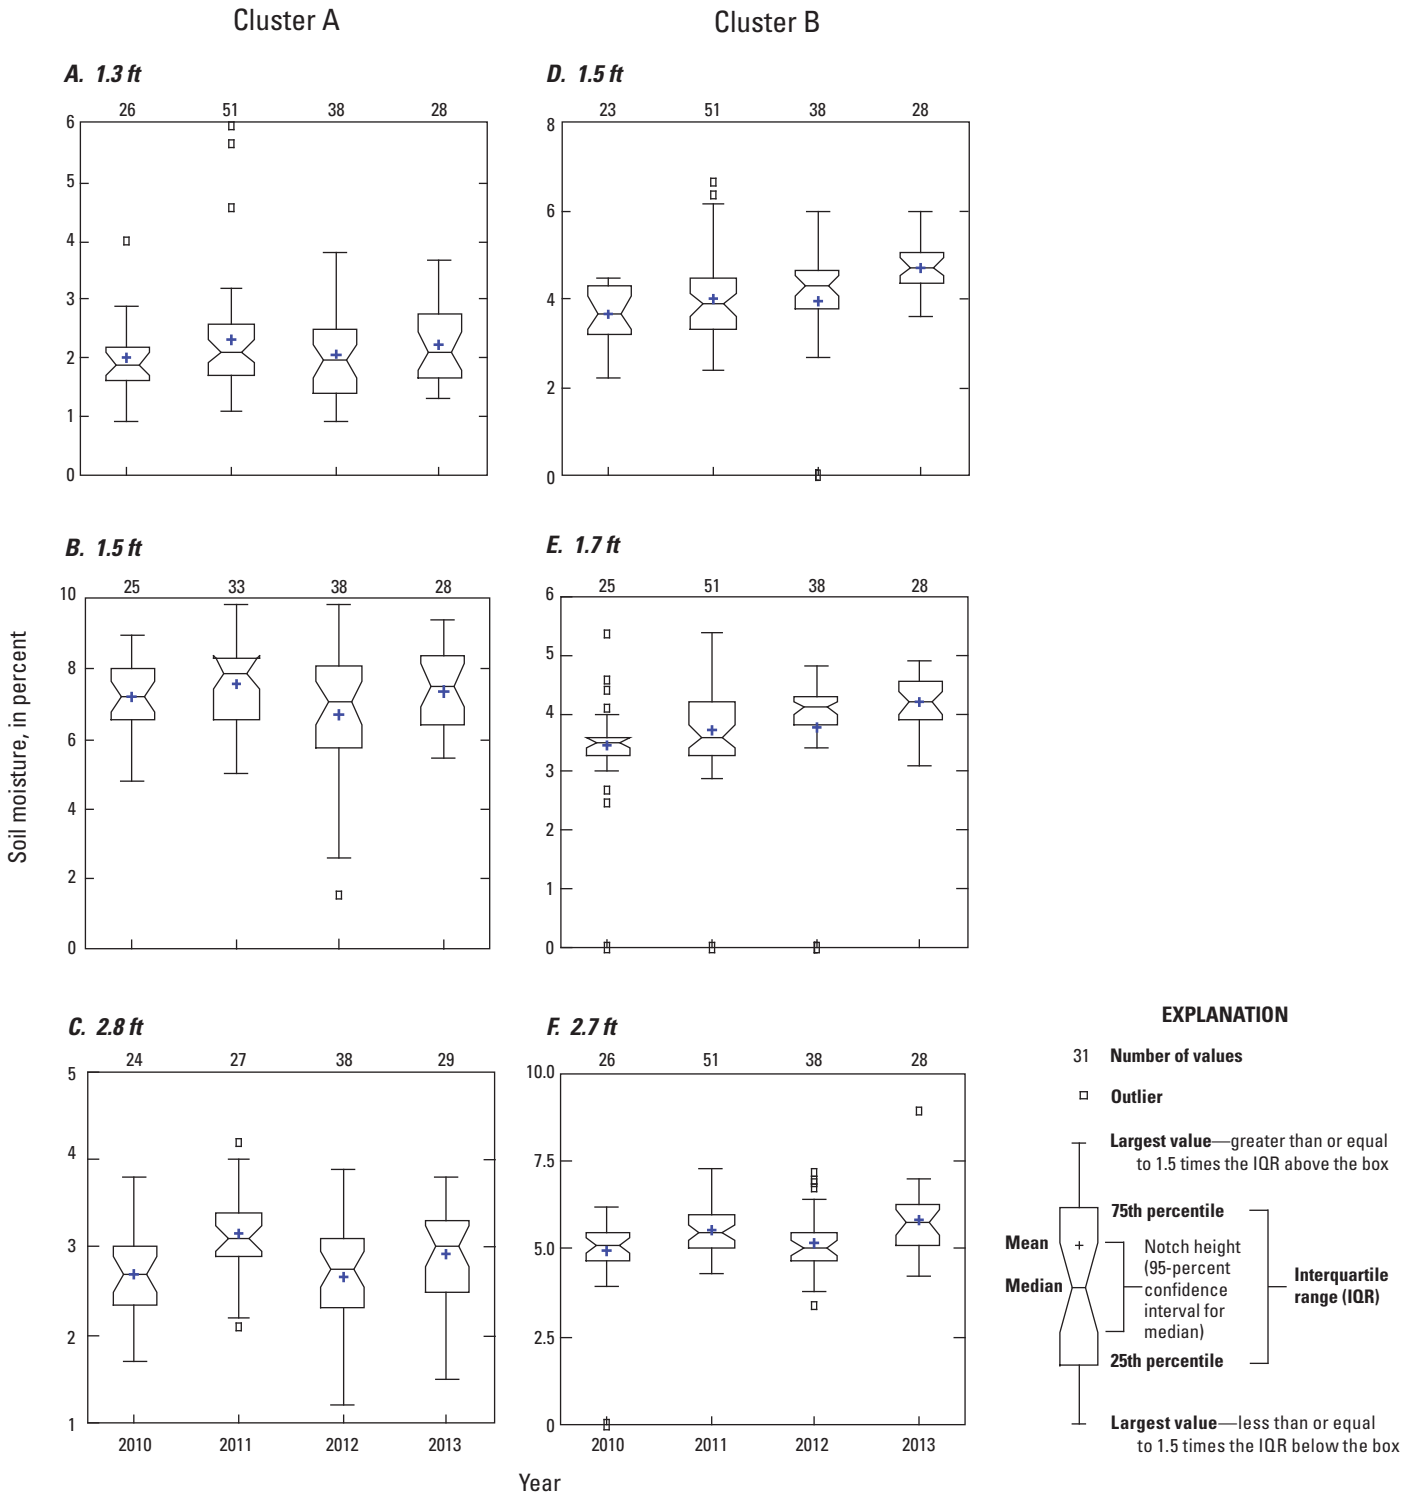 Cluster A
Cluster B
A. 1.3 ft
26 51 38 28
6
5
4
3
2
1
0
D. 1.5 ft
23 51 38 28
8
6
4
2
0
Soil moisture, in percent
B. 1.5 ft
25 33 38 28
10
8
6
4
2
0
E. 1.7 ft
25 51 38 28
6
5
4
3
2
1
0
C. 2.8 ft
24 27 38 29
5
4
3
2
1
2010 2011 2012 2013
F. 2.7 ft
26 51 38 28
10.0
7.5
5.0
2.5
0
2010 2011 2012 2013
Year
EXPLANATION
31 Number of values
Outlier
Largest value—greater than or equal
to 1.5 times the IQR above the box
75th percentile
Mean
Median
Notch height
(95-percent
confidence
interval for
median)
Interquartile
range (IQR)
25th percentile
Largest value—less than or equal
to 1.5 times the IQR below the box